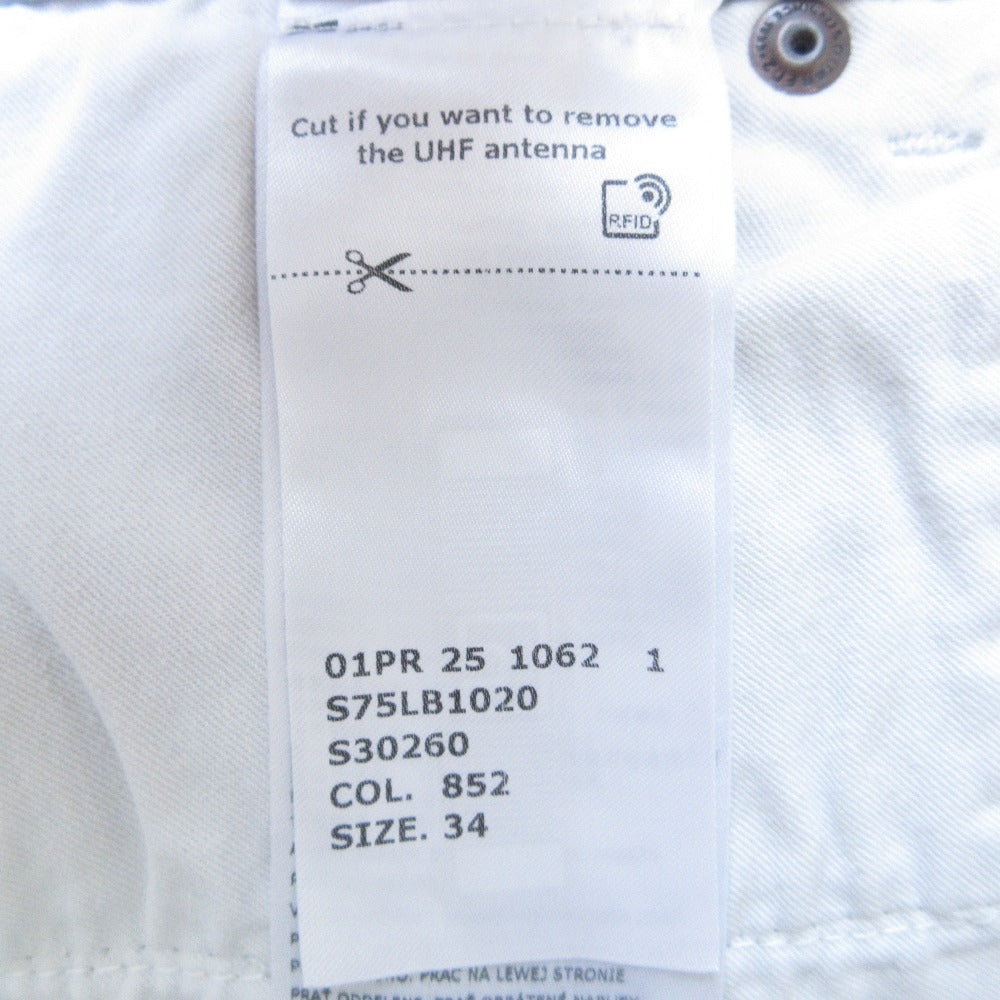 Cut if you want to remove
the UHF antenna
RFID
01PR 25 1062 1
S75LB1020
S30260
COL. 852
SIZE. 34
PRAĆ NA LEWEJ STRONIE